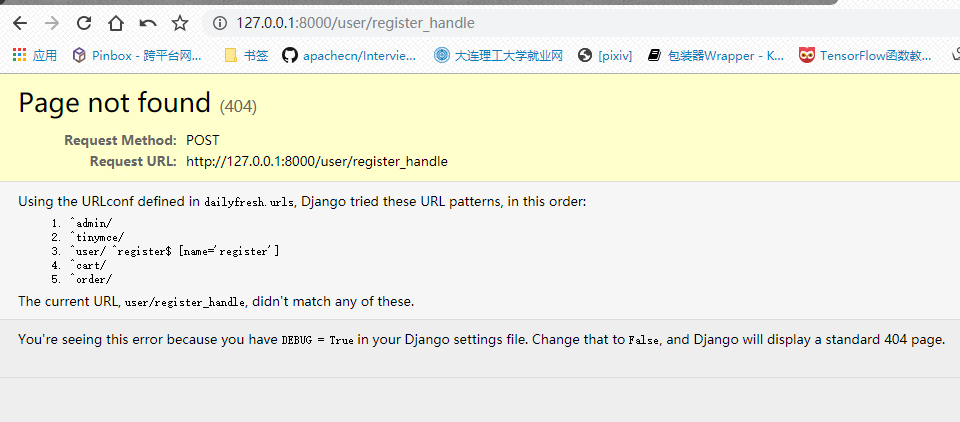 127.0.0.1:8000/user/register_handle
应用 Pinbox - 跨平台网... 书签 apachecn/Intervie... 大连理工大学就业网 [pixiv] 包装器Wrapper - K... TensorFlow函数教...
Page not found (404)
Request Method: POST
Request URL: http://127.0.0.1:8000/user/register_handle
Using the URLconf defined in dailyfresh.urls, Django tried these URL patterns, in this order:
1. ^admin/
2. ^tinymce/
3. ^user/ ^register$ [name='register']
4. ^cart/
5. ^order/
The current URL, user/register_handle, didn't match any of these.
You're seeing this error because you have DEBUG = True in your Django settings file. Change that to False, and Django will display a standard 404 page.